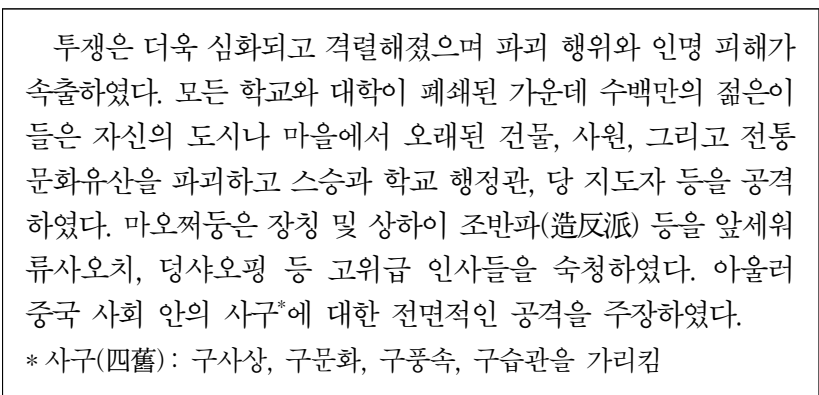 투쟁은 더욱 심화되고 격렬해졌으며 파괴 행위와 인명 피해가
속출하였다. 모든 학교와 대학이 폐쇄된 가운데 수백만의 젊은이
들은 자신의 도시나 마을에서 오래된 건물, 사원, 그리고 전통
문화유산을 파괴하고 스승과 학교 행정관, 당 지도자 등을 공격
하였다. 마오쩌둥은 장칭 및 상하이 조반파(造反派) 등을 앞세워
류사오치, 덩샤오핑 등 고위급 인사들을 숙청하였다. 아울러
중국 사회 안의 사구*에 대한 전면적인 공격을 주장하였다.
* 사구(四舊) : 구사상, 구문화, 구풍속, 구습관을 가리킴